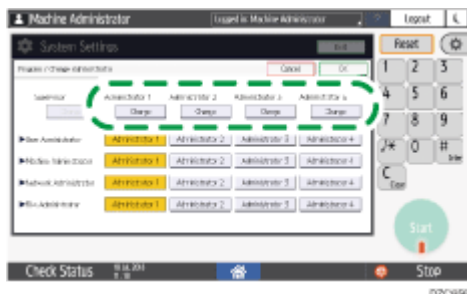 Machine Administrator
Logged in: Machine Administrator
Logout
System Settings
Exit
Reset
Program / Change Administrator
Cancel
OK
1 2 3
Supervisor Administrator 1 Administrator 2 Administrator 3 Administrator 4
Change Change Change Change Change
4 5 6
7 8 9
▶User Administrator Administrator 1 Administrator 2 Administrator 3 Administrator 4
▶Machine Administrator Administrator 1 Administrator 2 Administrator 3 Administrator 4
./* 0 #
▶Network Administrator Administrator 1 Administrator 2 Administrator 3 Administrator 4
C
▶File Administrator Administrator 1 Administrator 2 Administrator 3 Administrator 4
Start
Check Status
Stop